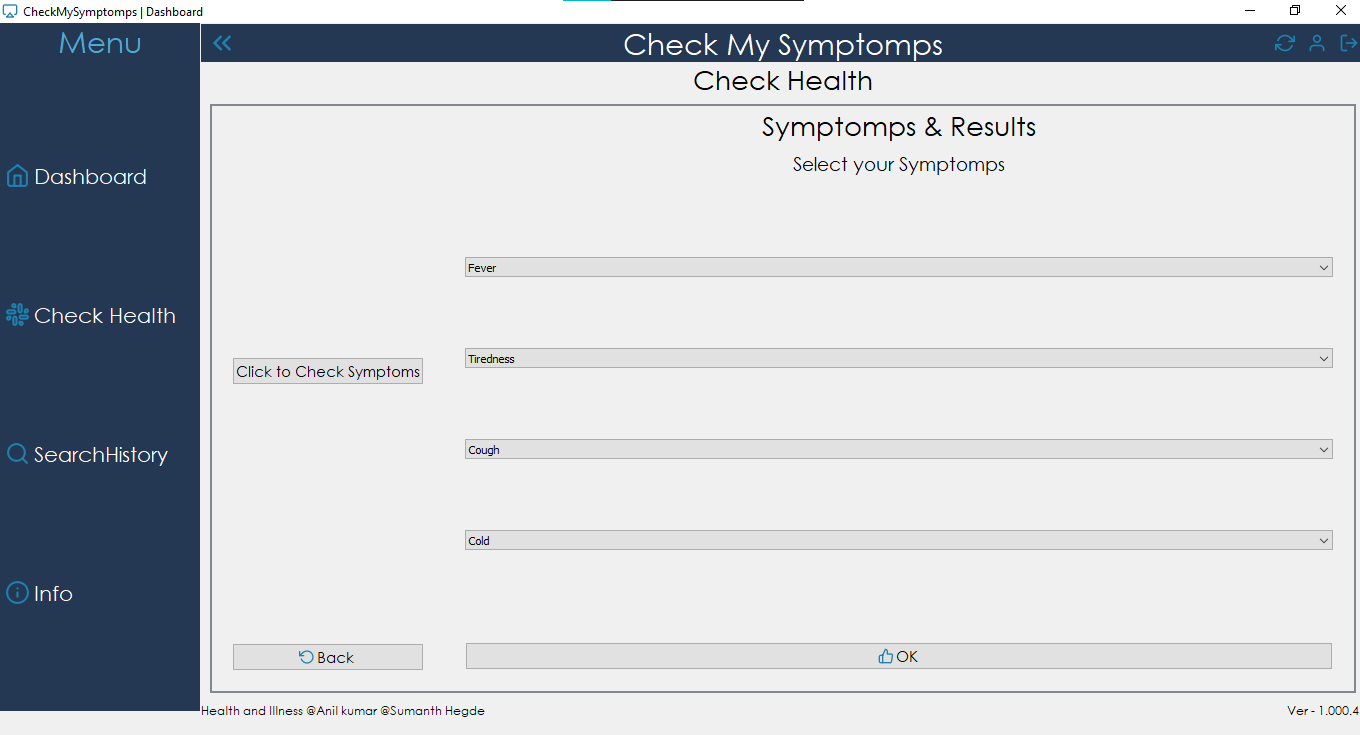 CheckMySymptomps | Dashboard
Menu
Check My Symptomps
Check Health
Symptomps & Results
Select your Symptomps
Dashboard
Check Health
SearchHistory
Info
Click to Check Symptoms
Fever
Tiredness
Cough
Cold
Back
OK
Health and Illness @Anil kumar @Sumanth Hegde
Ver - 1.000.4